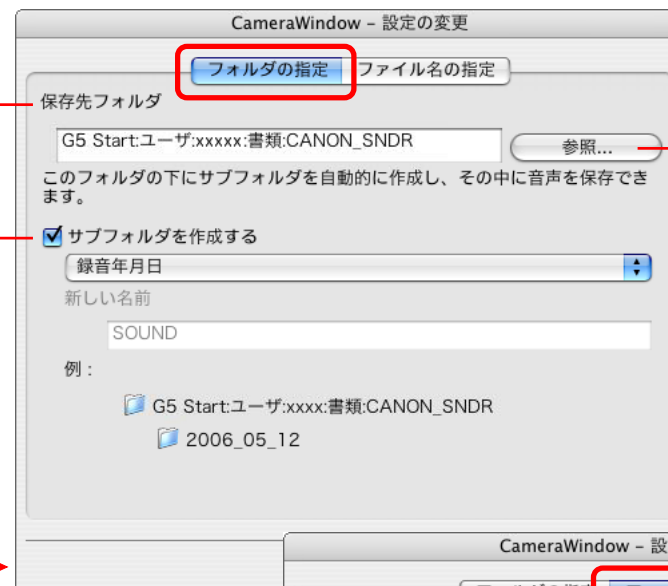 CameraWindow – 設定の変更
フォルダの指定 ファイル名の指定
保存先フォルダ
G5 Start:ユーザ:xxxxx:書類:CANON_SNDR 参照...
このフォルダの下にサブフォルダを自動的に作成し、その中に音声を保存でき
ます。
サブフォルダを作成する
録音年月日
新しい名前
SOUND
例：
G5 Start:ユーザ:xxxx:書類:CANON_SNDR
2006_05_12
CameraWindow – 設